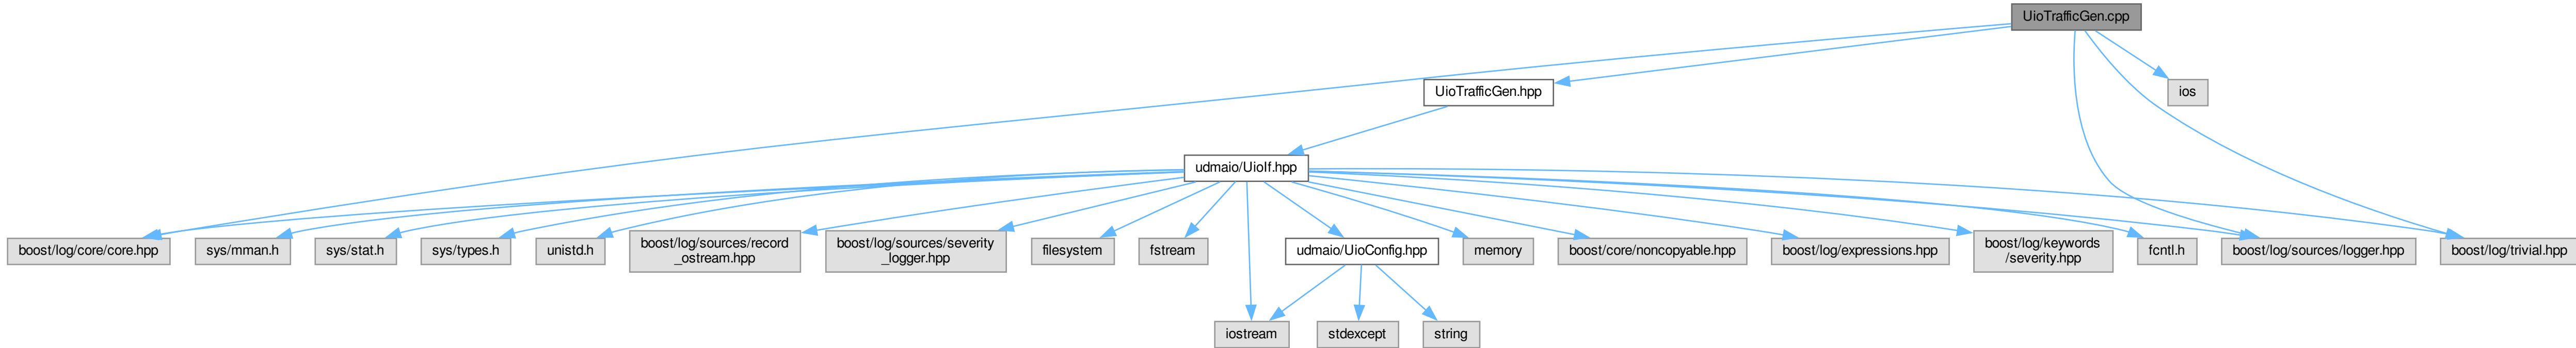 UioTrafficGen.cpp
UioTrafficGen.hpp
ios
udmaio/UioIf.hpp
boost/log/core/core.hpp
sys/mman.h
sys/stat.h
sys/types.h
unistd.h
boost/log/sources/record
_ostream.hpp
boost/log/sources/severity
_logger.hpp
filesystem
fstream
udmaio/UioConfig.hpp
memory
boost/core/noncopyable.hpp
boost/log/expressions.hpp
boost/log/keywords
/severity.hpp
fcntl.h
boost/log/sources/logger.hpp
boost/log/trivial.hpp
iostream
stdexcept
string